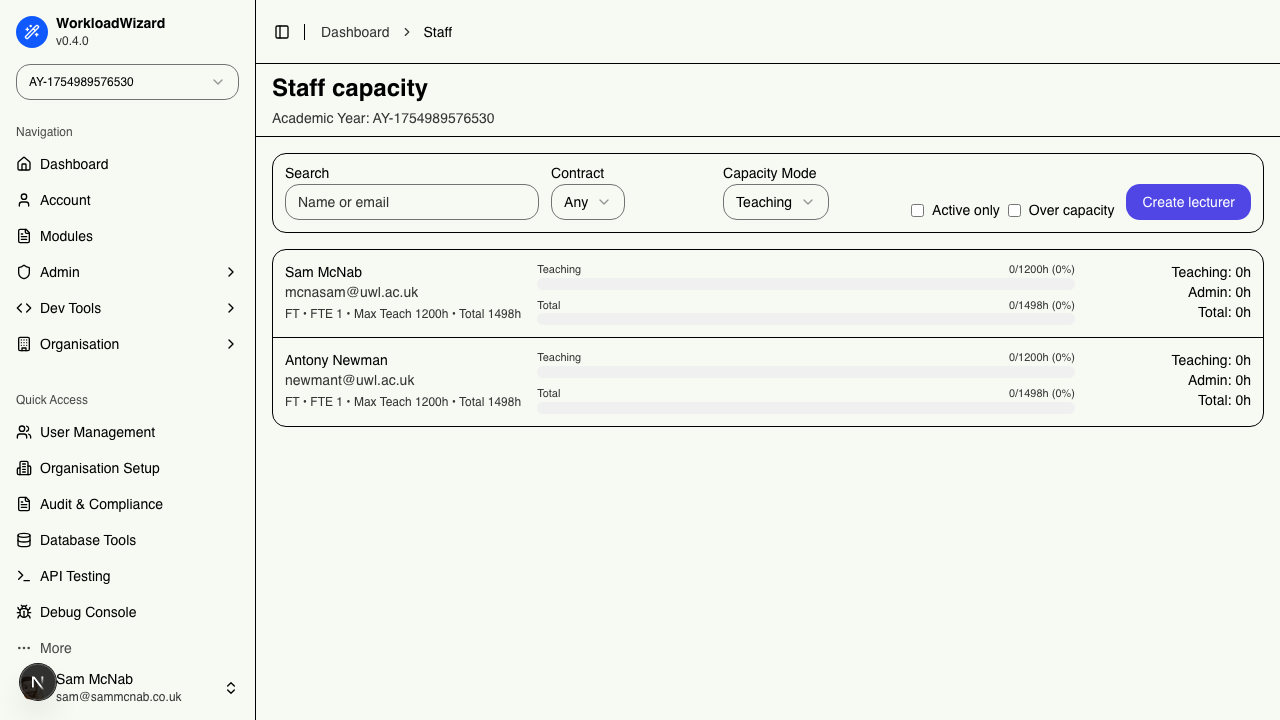 WorkloadWizard
v0.4.0
AY-1754989576530
Navigation
Dashboard
Account
Modules
Admin
Dev Tools
Organisation
Quick Access
User Management
Organisation Setup
Audit & Compliance
Database Tools
API Testing
Debug Console
More
N
Sam McNab
sam@sammcnab.co.uk
Dashboard > Staff
Staff capacity
Academic Year: AY-1754989576530
Search
Name or email
Contract
Any
Capacity Mode
Teaching
Active only
Over capacity
Create lecturer
Sam McNab
mcnasam@uwl.ac.uk
FT • FTE 1 • Max Teach 1200h • Total 1498h
Teaching 0/1200h (0%)
Total 0/1498h (0%)
Teaching: 0h
Admin: 0h
Total: 0h
Antony Newman
newmant@uwl.ac.uk
FT • FTE 1 • Max Teach 1200h • Total 1498h
Teaching 0/1200h (0%)
Total 0/1498h (0%)
Teaching: 0h
Admin: 0h
Total: 0h